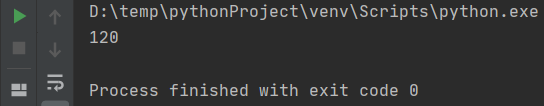 D:\temp\pythonProject\venv\Scripts\python.exe
120
Process finished with exit code 0